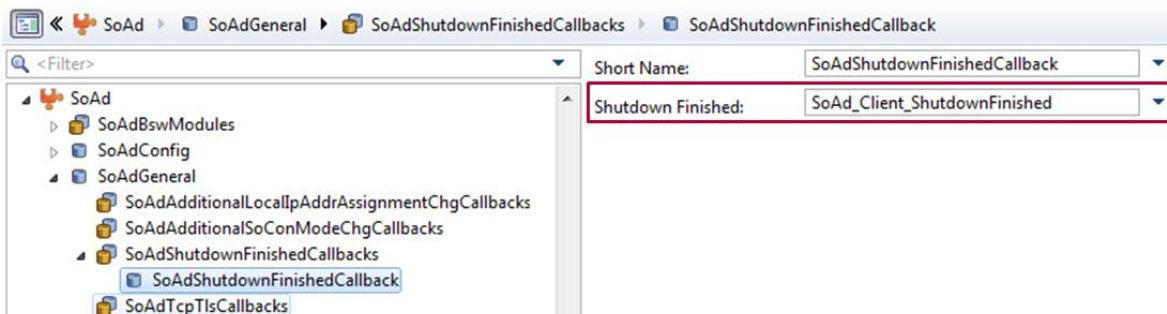 SoAd SoAdGeneral SoAdShutdownFinishedCallbacks SoAdShutdownFinishedCallback
<Filter>
Short Name: SoAdShutdownFinishedCallback
Shutdown Finished: SoAd_Client_ShutdownFinished
SoAd
SoAdBswModules
SoAdConfig
SoAdGeneral
SoAdAdditionalLocalIpAddrAssignmentChgCallbacks
SoAdAdditionalSoConModeChgCallbacks
SoAdShutdownFinishedCallbacks
SoAdShutdownFinishedCallback
SoAdTcpTlsCallbacks